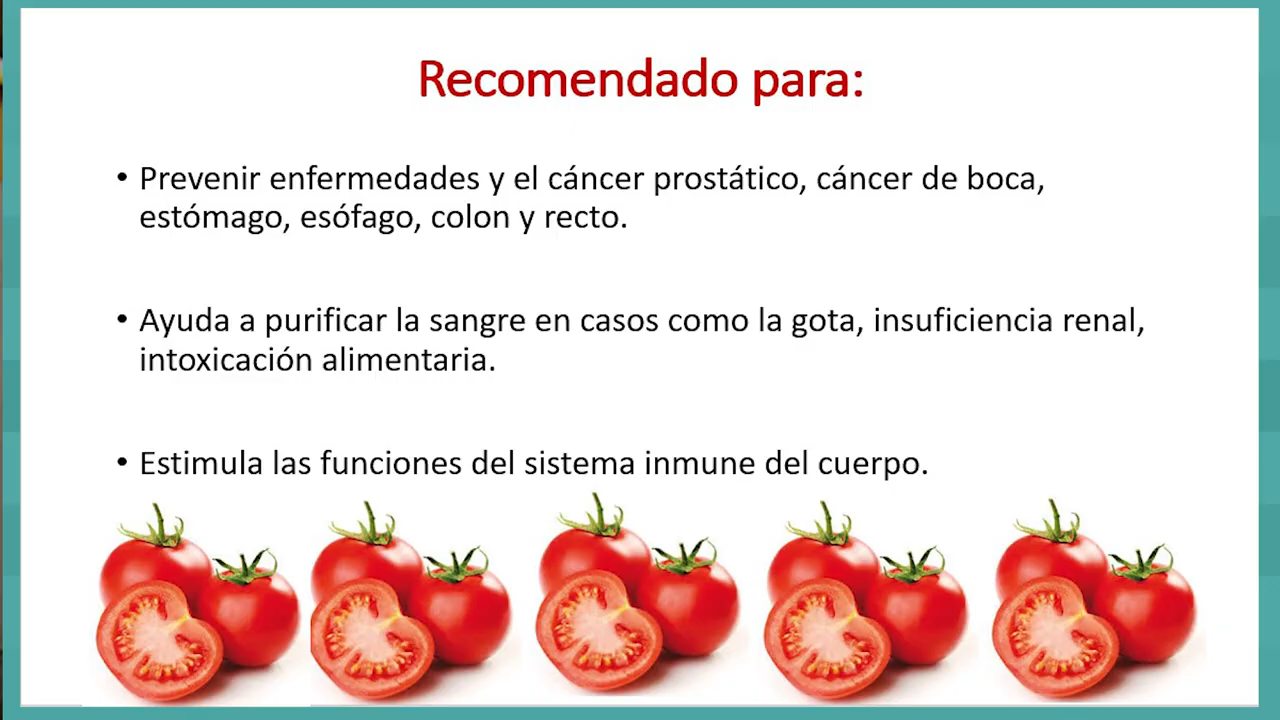 Recomendado para:
• Prevenir enfermedades y el cáncer prostático, cáncer de boca,
estómago, esófago, colon y recto.
• Ayuda a purificar la sangre en casos como la gota, insuficiencia renal,
intoxicación alimentaria.
• Estimula las funciones del sistema inmune del cuerpo.